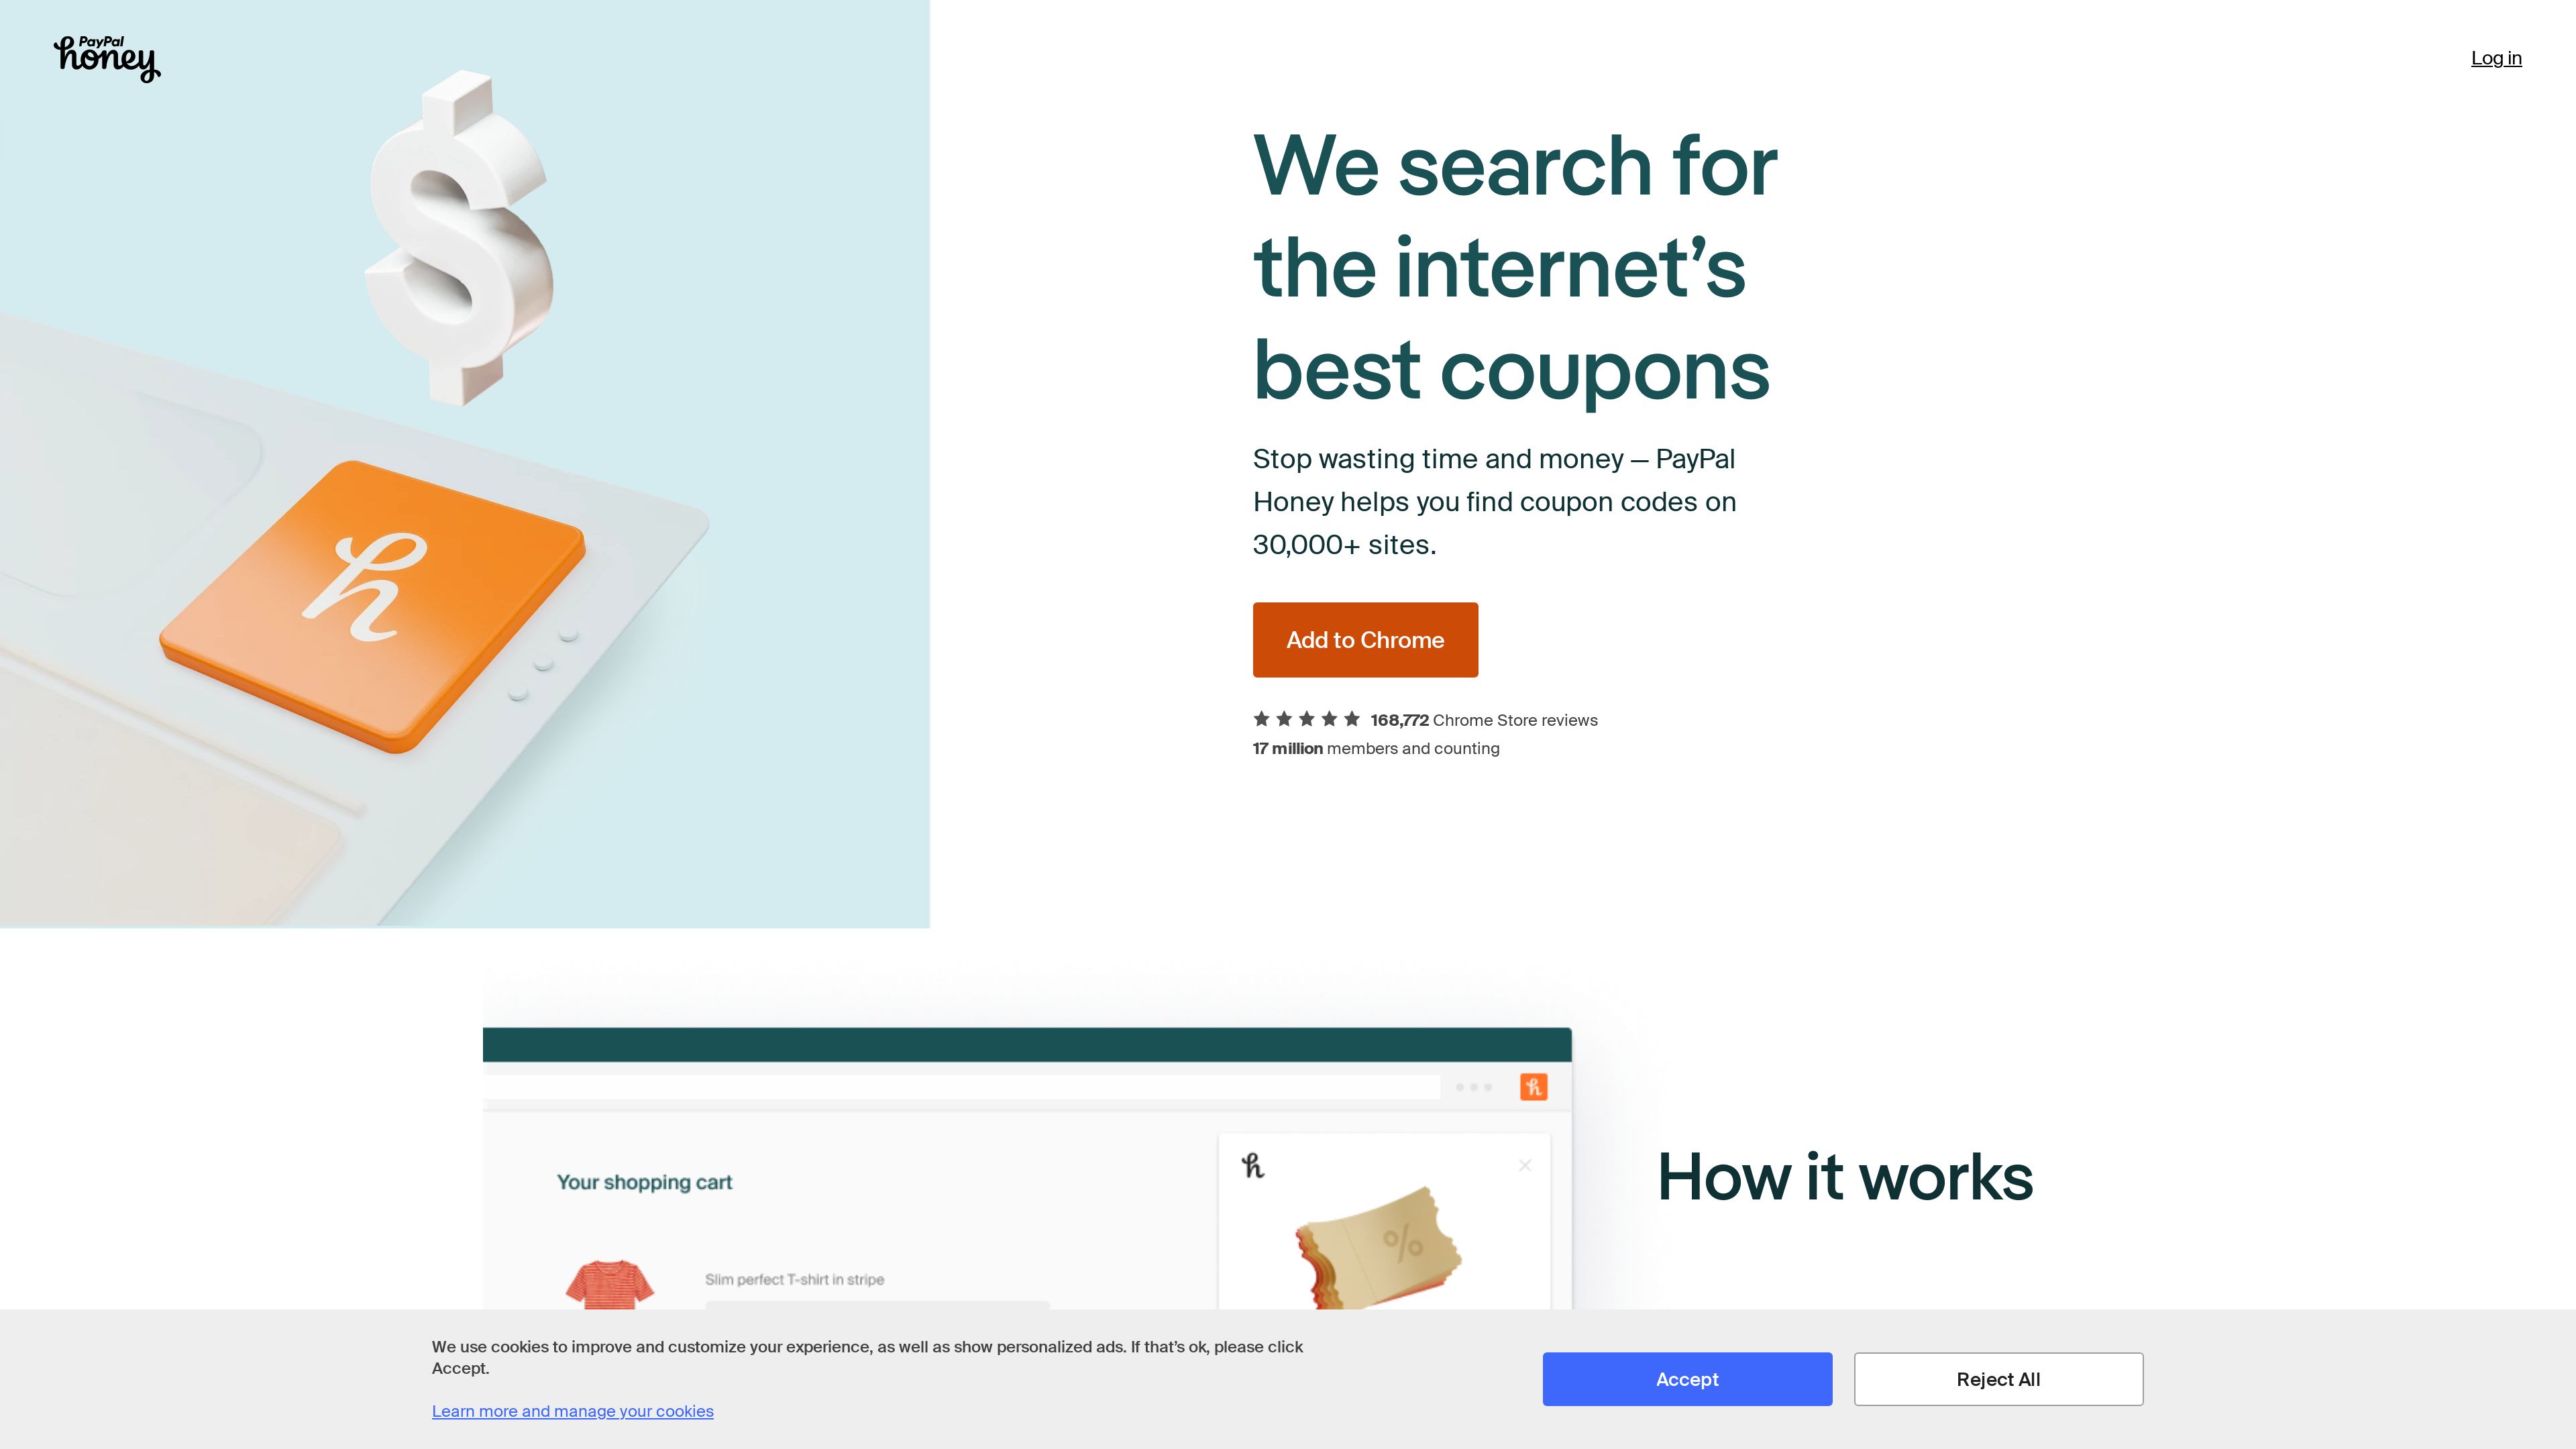 PayPal
honey
Log in
We search for
the internet’s
best coupons
Stop wasting time and money — PayPal
Honey helps you find coupon codes on
30,000+ sites.
Add to Chrome
168,772 Chrome Store reviews
17 million members and counting
h
h
Your shopping cart
h
%
How it works
Slim perfect T-shirt in stripe
We use cookies to improve and customize your experience, as well as show personalized ads. If that’s ok, please click
Accept.
Learn more and manage your cookies
Accept
Reject All